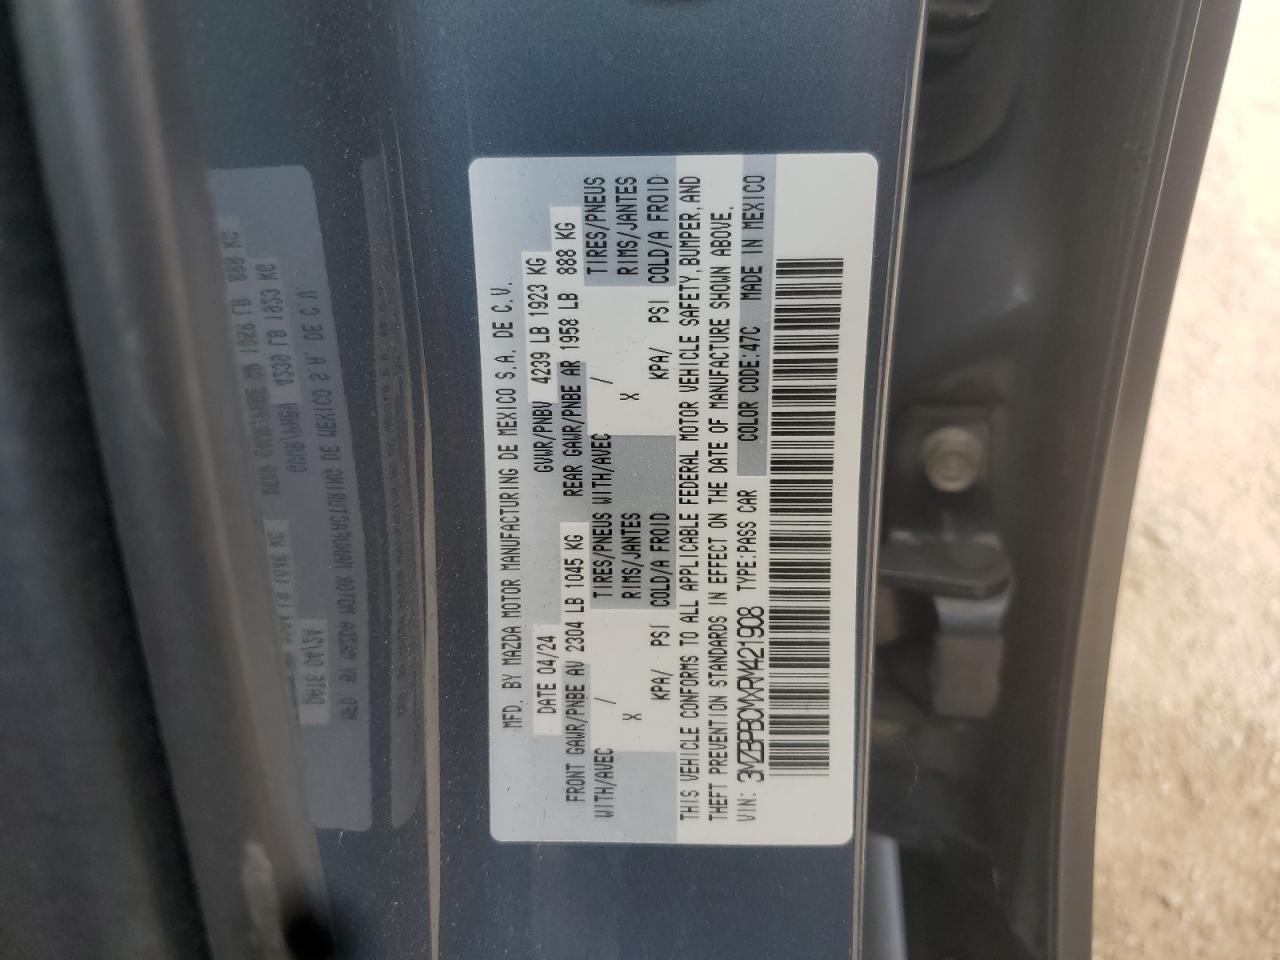 MFD. BY MAZDA MOTOR MANUFACTURING DE MEXICO S.A. DE C.V.
DATE 04/24 GVWR/PNBV 4239 LB 1923 KG
FRONT GAWR/PNBE AV 2304 LB 1045 KG REAR GAWR/PNBE AR 1958 LB 888 KG
WITH/AVEC / TIRES/PNEUS WITH/AVEC / TIRES/PNEUS
X RIMS/JANTES X RIMS/JANTES
KPA/ PSI COLD/A FROID KPA/ PSI COLD/A FROID
THIS VEHICLE CONFORMS TO ALL APPLICABLE FEDERAL MOTOR VEHICLE SAFETY, BUMPER, AND
THEFT PREVENTION STANDARDS IN EFFECT ON THE DATE OF MANUFACTURE SHOWN ABOVE.
VIN: 3MZBPBCMXRM421908 TYPE:PASS CAR COLOR CODE:47C MADE IN MEXICO